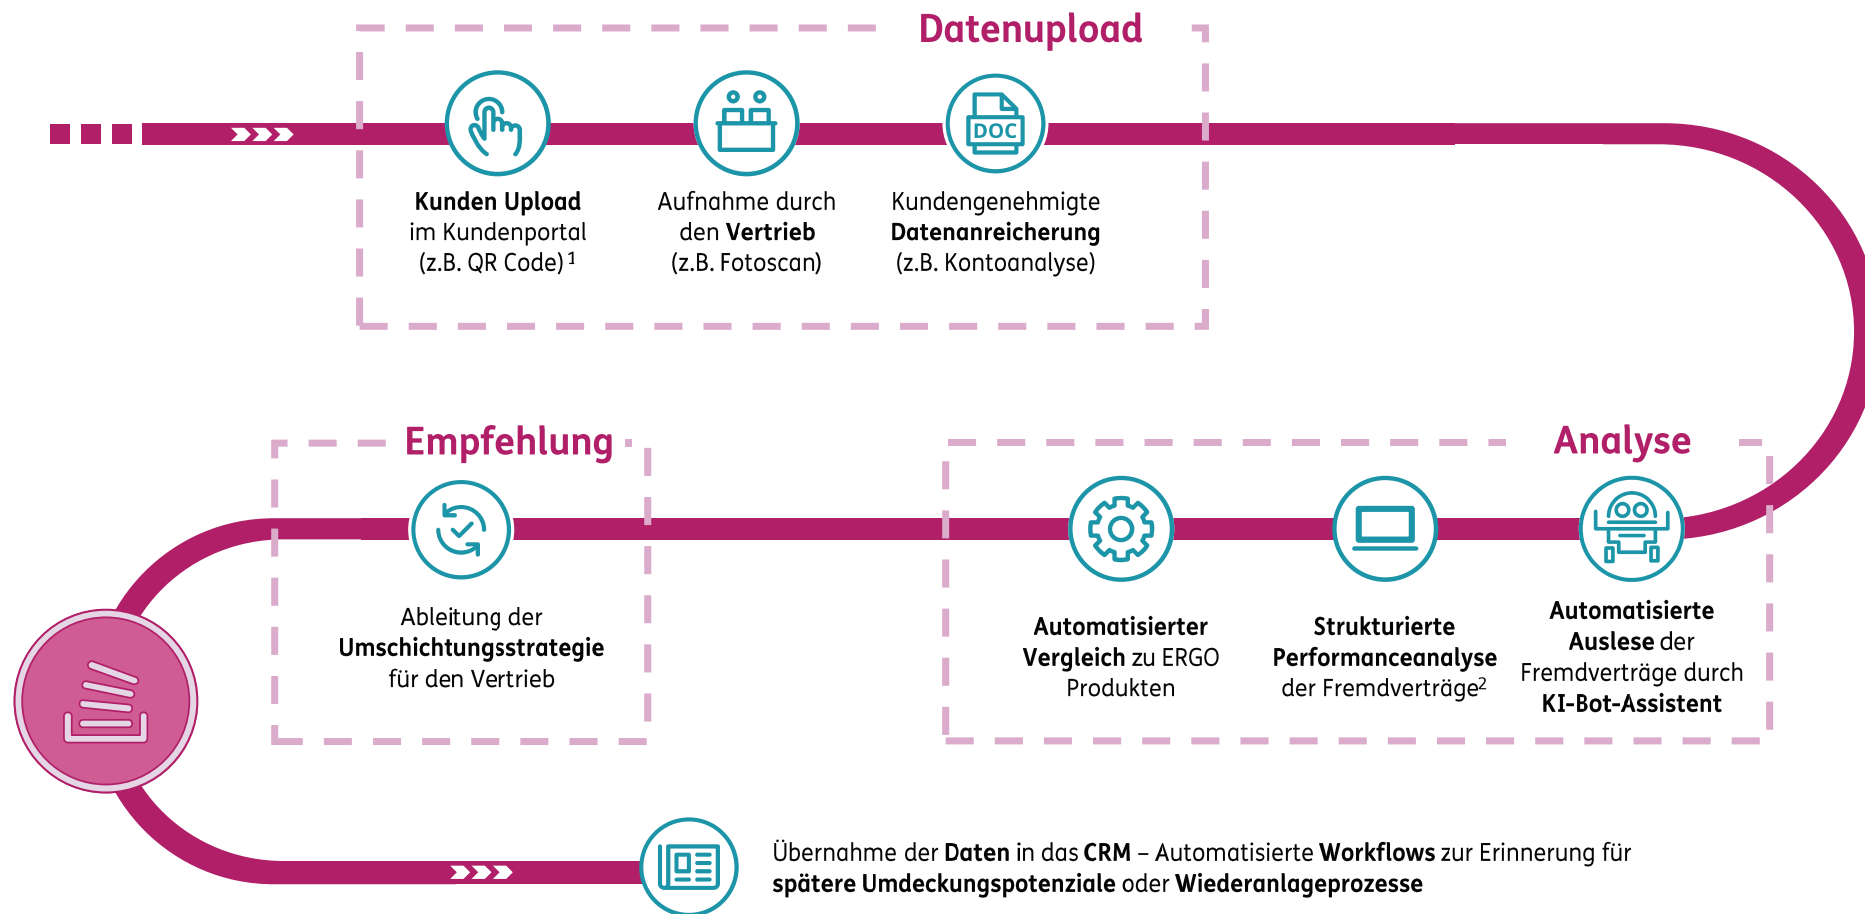 Datenupload
DOC
Kunden Upload
im Kundenportal
(z.B. QR Code) 1
Aufnahme durch
den Vertrieb
(z.B. Fotoscan)
Kundengenehmigte
Datenanreicherung
(z.B. Kontoanalyse)
Analyse
Automatisierte
Auslese der
Fremdverträge durch
KI-Bot-Assistent
Strukturierte
Performanceanalyse
der Fremdverträge2
Automatisierter
Vergleich zu ERGO
Produkten
Empfehlung
Ableitung der
Umschichtungsstrategie
für den Vertrieb
Übernahme der Daten in das CRM – Automatisierte Workflows zur Erinnerung für
spätere Umdeckungspotenziale oder Wiederanlageprozesse